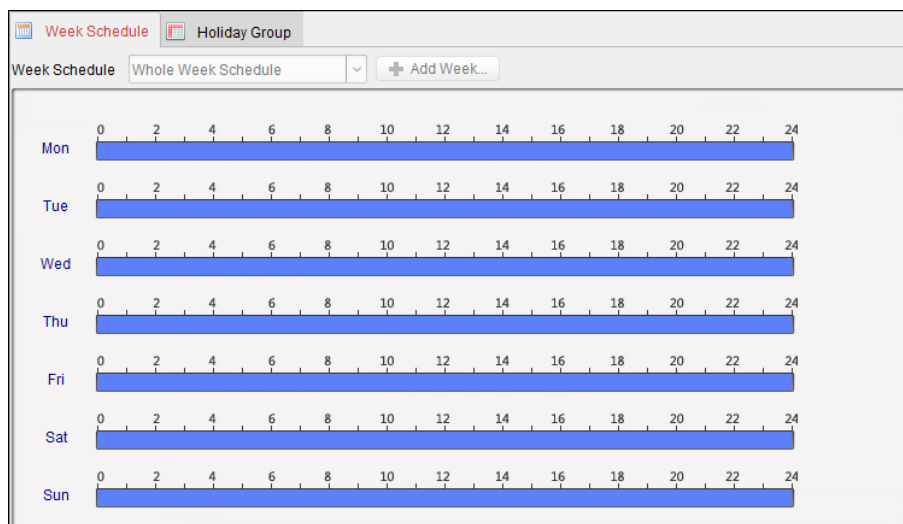 Week Schedule Holiday Group
Week Schedule Whole Week Schedule Add Week...
0 2 4 6 8 10 12 14 16 18 20 22 24
Mon
0 2 4 6 8 10 12 14 16 18 20 22 24
Tue
0 2 4 6 8 10 12 14 16 18 20 22 24
Wed
0 2 4 6 8 10 12 14 16 18 20 22 24
Thu
0 2 4 6 8 10 12 14 16 18 20 22 24
Fri
0 2 4 6 8 10 12 14 16 18 20 22 24
Sat
0 2 4 6 8 10 12 14 16 18 20 22 24
Sun